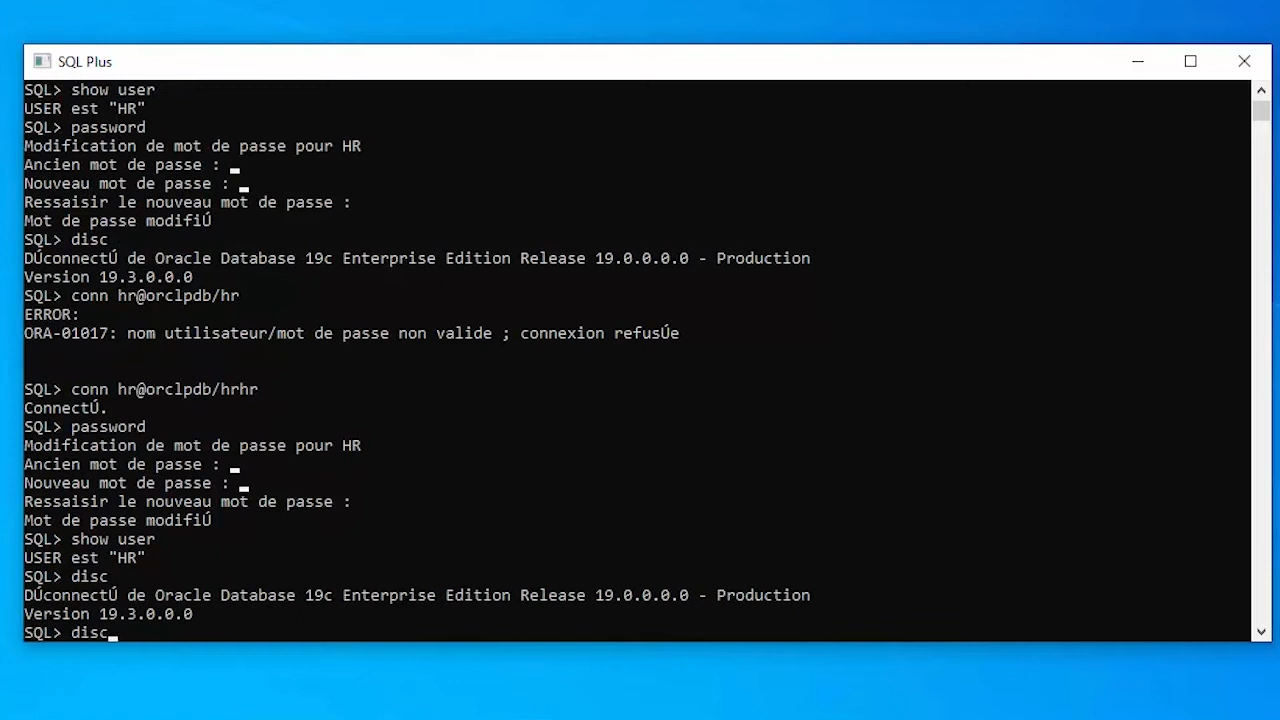 SQL Plus
SQL> show user
USER est "HR"
SQL> password
Modification de mot de passe pour HR
Ancien mot de passe :
Nouveau mot de passe :
Ressaisir le nouveau mot de passe :
Mot de passe modifiÚ
SQL> disc
DÚconnectÚ de Oracle Database 19c Enterprise Edition Release 19.0.0.0.0 - Production
Version 19.3.0.0.0
SQL> conn hr@orclpdb/hr
ERROR:
ORA-01017: nom utilisateur/mot de passe non valide ; connexion refusÚe
SQL> conn hr@orclpdb/hrhr
ConnectÚ.
SQL> password
Modification de mot de passe pour HR
Ancien mot de passe :
Nouveau mot de passe :
Ressaisir le nouveau mot de passe :
Mot de passe modifiÚ
SQL> show user
USER est "HR"
SQL> disc
DÚconnectÚ de Oracle Database 19c Enterprise Edition Release 19.0.0.0.0 - Production
Version 19.3.0.0.0
SQL> disc